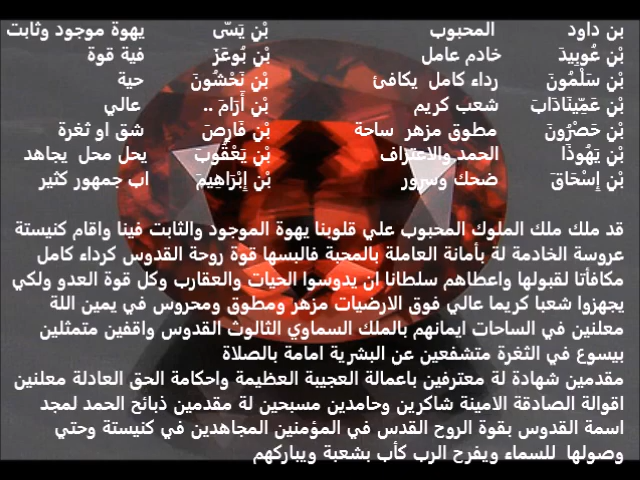 بن داود المحبوب بْنِ يَسَّى يهوة موجود وثابت
بْنِ عُوبِيدَ خادم عامل بْنِ بُوعَزَ فية قوة
بْنِ سَلْمُونَ رداء كامل يكافئ بْنِ نَحْشُونَ حية
بْنِ عَمِّينَادَابَ شعب كريم بْنِ أَرَامَ .. عالي
بْنِ حَصْرُونَ مطوق مزهر ساحة بْنِ فَارِصَ شق او ثغرة
بْنِ يَهُوذَا الحمد والاعتراف بْنِ يَعْقُوبَ يحل محل يجاهد
بْنِ إِسْحَاقَ ضحك وسرور بْنِ إِبْرَاهِيمَ اب جمهور كثير
قد ملك ملك الملوك المحبوب علي قلوبنا يهوة الموجود والثابت فينا واقام كنيستة
عروسة الخادمة لة بأمانة العاملة بالمحبة فالبسها قوة روحة القدوس كرداء كامل
مكافأتا لقبولها واعطاهم سلطانا ان يدوسوا الحيات والعقارب وكل قوة العدو ولكي
يجهزوا شعبا كريما عالي فوق الارضيات مزهر ومطوق ومحروس في يمين اللة
معلنين في الساحات ايمانهم بالملك السماوي الثالوث القدوس واقفين متمثلين
بيسوع في الثغرة متشفعين عن البشرية امامة بالصلاة
مقدمين شهادة لة معترفين باعمالة العجيبة العظيمة واحكامة الحق العادلة معلنين
اقوالة الصادقة الامينة شاكرين وحامدين مسبحين لة مقدمين ذبائح الحمد لمجد
اسمة القدوس بقوة الروح القدس في المؤمنين المجاهدين في كنيستة وحتي
وصولها للسماء ويفرح الرب كأب بشعبة ويباركهم